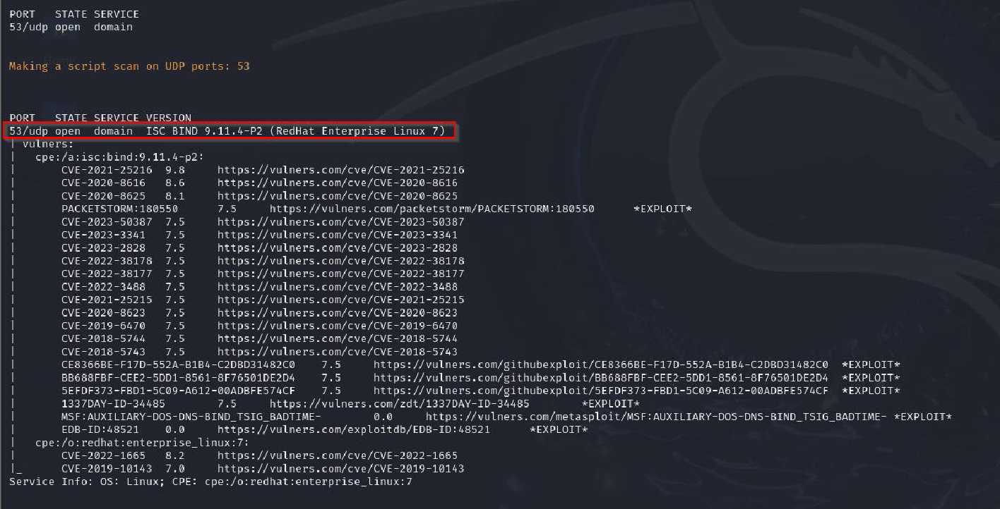 PORT   STATE SERVICE
53/udp open  domain
Making a script scan on UDP ports: 53
PORT   STATE SERVICE VERSION
53/udp open  domain  ISC BIND 9.11.4-P2 (RedHat Enterprise Linux 7)
| vulners:
|   cpe:/a:isc:bind:9.11.4-p2:
|       CVE-2021-25216  9.8     https://vulners.com/cve/CVE-2021-25216
|       CVE-2020-8616   8.6     https://vulners.com/cve/CVE-2020-8616
|       CVE-2020-8625   8.1     https://vulners.com/cve/CVE-2020-8625
|       PACKETSTORM:180550      7.5     https://vulners.com/packetstorm/PACKETSTORM:180550      *EXPLOIT*
|       CVE-2023-50387  7.5     https://vulners.com/cve/CVE-2023-50387
|       CVE-2023-3341   7.5     https://vulners.com/cve/CVE-2023-3341
|       CVE-2023-2828   7.5     https://vulners.com/cve/CVE-2023-2828
|       CVE-2022-38178  7.5     https://vulners.com/cve/CVE-2022-38178
|       CVE-2022-38177  7.5     https://vulners.com/cve/CVE-2022-38177
|       CVE-2022-3488   7.5     https://vulners.com/cve/CVE-2022-3488
|       CVE-2021-25215  7.5     https://vulners.com/cve/CVE-2021-25215
|       CVE-2020-8623   7.5     https://vulners.com/cve/CVE-2020-8623
|       CVE-2019-6470   7.5     https://vulners.com/cve/CVE-2019-6470
|       CVE-2018-5744   7.5     https://vulners.com/cve/CVE-2018-5744
|       CVE-2018-5743   7.5     https://vulners.com/cve/CVE-2018-5743
|       CE8366BE-F17D-552A-B1B4-C2DBD31482C0    7.5     https://vulners.com/githubexploit/CE8366BE-F17D-552A-B1B4-C2DBD31482C0  *EXPLOIT*
|       BB688FBF-CEE2-5DD1-8561-8F76501DE2D4    7.5     https://vulners.com/githubexploit/BB688FBF-CEE2-5DD1-8561-8F76501DE2D4  *EXPLOIT*
|       5EFDF373-FBD1-5C09-A612-00ADBFE574CF    7.5     https://vulners.com/githubexploit/5EFDF373-FBD1-5C09-A612-00ADBFE574CF  *EXPLOIT*
|       1337DAY-ID-34485        7.5     https://vulners.com/zdt/1337DAY-ID-34485        *EXPLOIT*
|       MSF:AUXILIARY-DOS-DNS-BIND_TSIG_BADTIME-        0.0     https://vulners.com/metasploit/MSF:AUXILIARY-DOS-DNS-BIND_TSIG_BADTIME- *EXPLOIT*
|       EDB-ID:48521    0.0     https://vulners.com/exploitdb/EDB-ID:48521      *EXPLOIT*
|   cpe:/o:redhat:enterprise_linux:7:
|       CVE-2022-1665   8.2     https://vulners.com/cve/CVE-2022-1665
|_      CVE-2019-10143  7.0     https://vulners.com/cve/CVE-2019-10143
Service Info: OS: Linux; CPE: cpe:/o:redhat:enterprise_linux:7